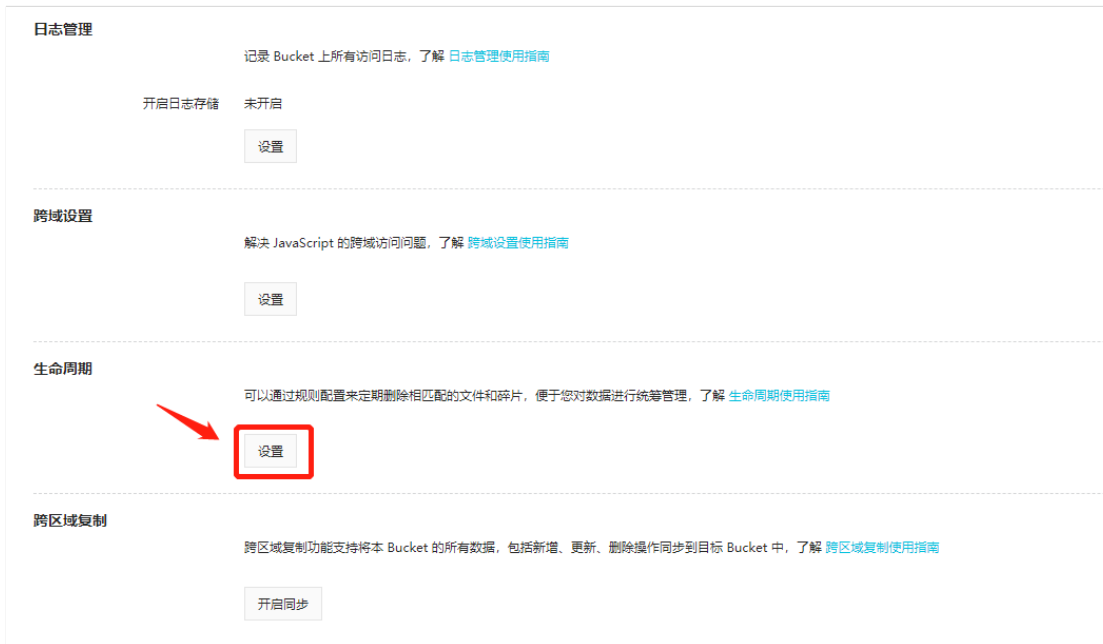 日志管理
记录 Bucket 上所有访问日志，了解 日志管理使用指南
开启日志存储 未开启
设置
跨域设置
解决 JavaScript 的跨域访问问题，了解 跨域设置使用指南
设置
生命周期
可以通过规则配置来定期删除相匹配的文件和碎片，便于您对数据进行统筹管理，了解 生命周期使用指南
设置
跨区域复制
跨区域复制功能支持将本 Bucket 的所有数据，包括新增、更新、删除操作同步到目标 Bucket 中，了解 跨区域复制使用指南
开启同步